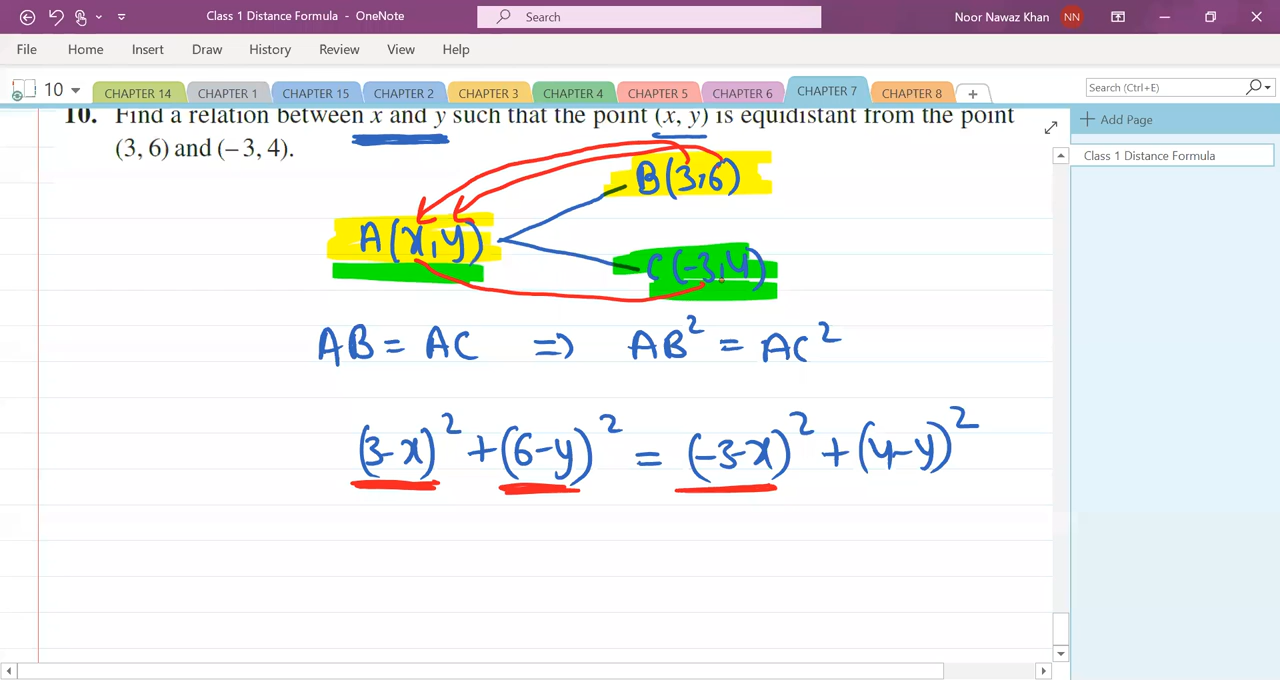 Class 1 Distance Formula - OneNote
Search
Noor Nawaz Khan NN
File Home Insert Draw History Review View Help
10 CHAPTER 14 CHAPTER 1 CHAPTER 15 CHAPTER 2 CHAPTER 3 CHAPTER 4 CHAPTER 5 CHAPTER 6 CHAPTER 7 CHAPTER 8 +
Search (Ctrl+E)
Add Page
Class 1 Distance Formula
10. Find a relation between x and y such that the point (x, y) is equidistant from the point
(3, 6) and (– 3, 4).
B(3,6)
A(x,y)
C(-3,4)
AB = AC ⇒ AB² = AC²
(3-x)² + (6-y)² = (-3-x)² + (4-y)²